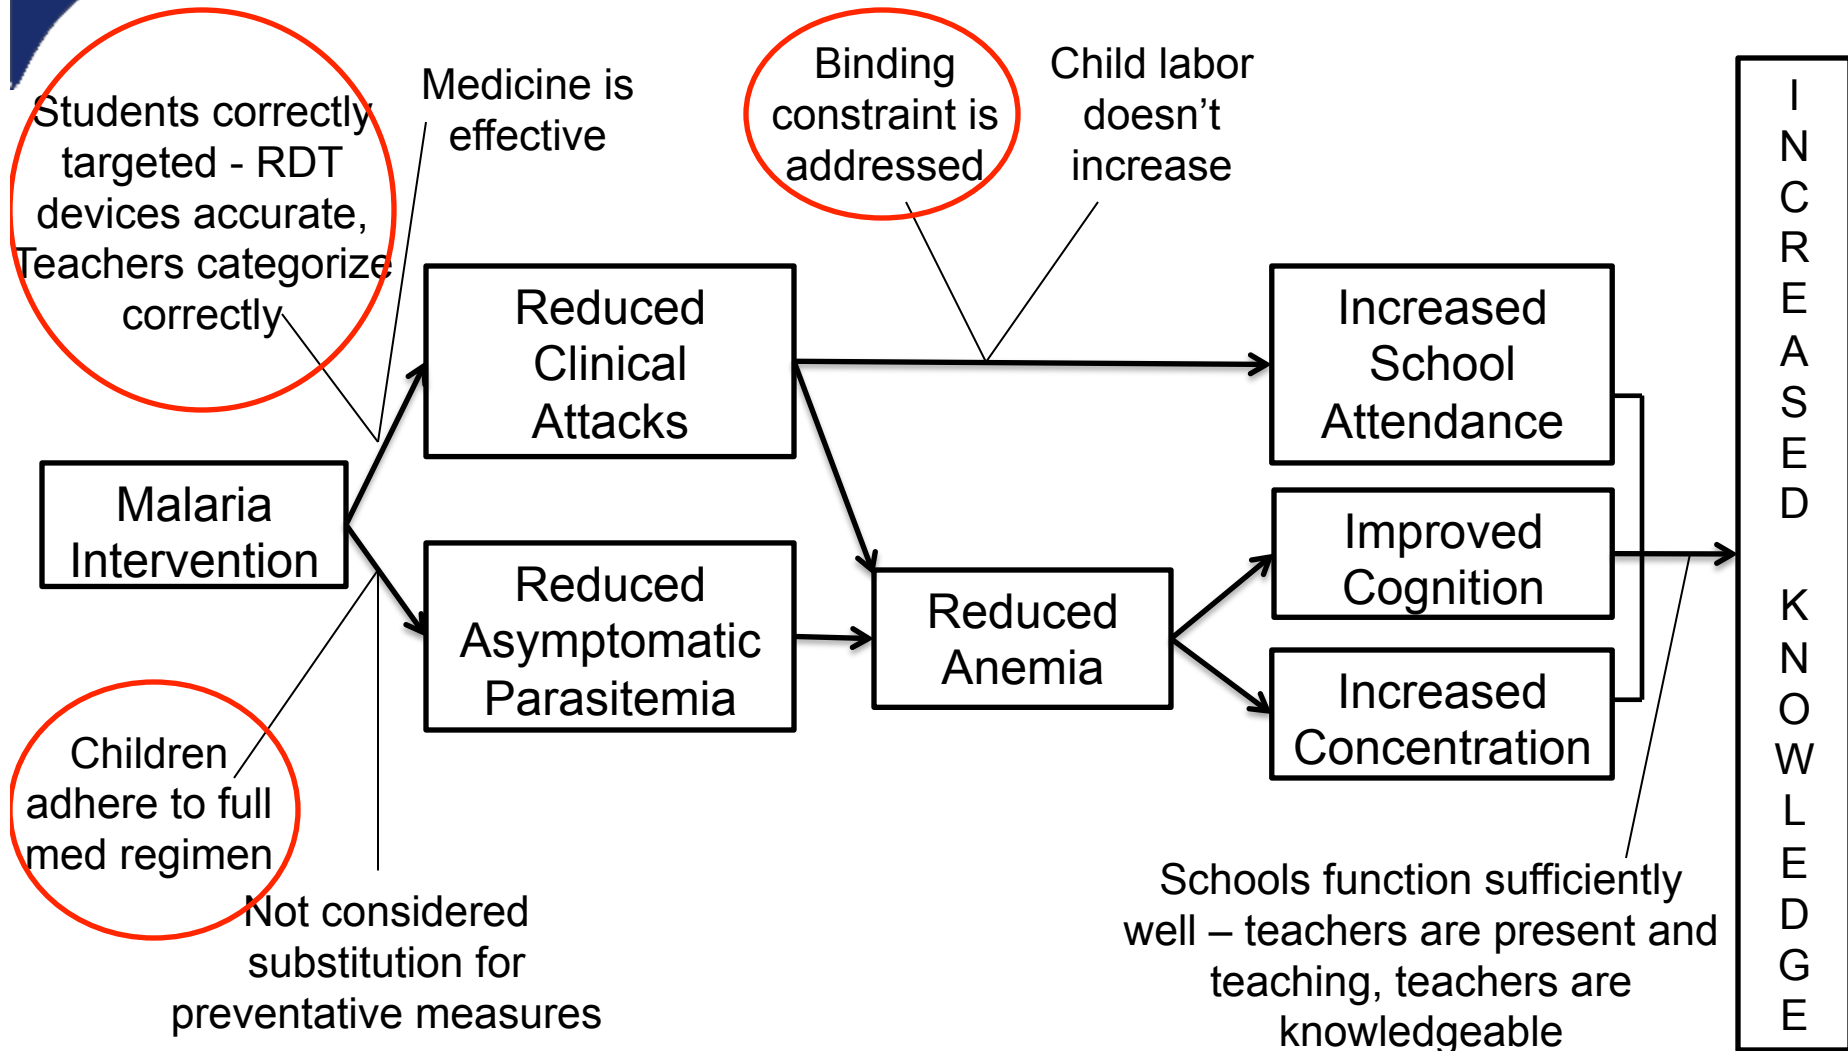 Students correctly
targeted - RDT
devices accurate,
Teachers categorize
correctly
Medicine is
effective
Binding
constraint is
addressed
Child labor
doesn’t
increase
Malaria
Intervention
Reduced
Clinical
Attacks
Reduced
Asymptomatic
Parasitemia
Reduced
Anemia
Increased
School
Attendance
Improved
Cognition
Increased
Concentration
Children
adhere to full
med regimen
Not considered
substitution for
preventative measures
Schools function sufficiently
well – teachers are present and
teaching, teachers are
knowledgeable
I
N
C
R
E
A
S
E
D
K
N
O
W
L
E
D
G
E